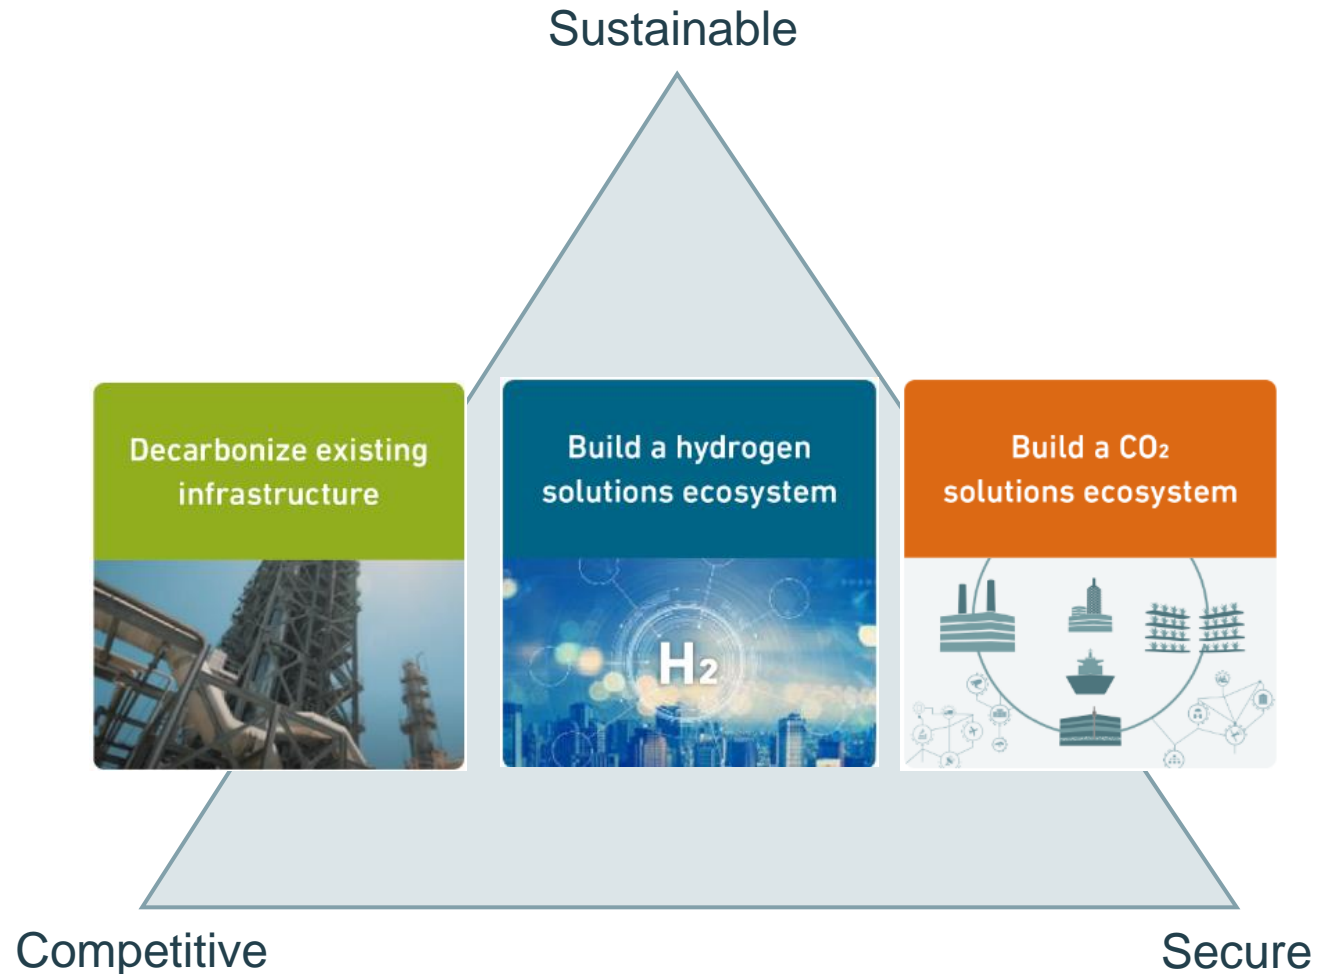 Sustainable
Decarbonize existing
infrastructure
Build a hydrogen
solutions ecosystem
H₂
Build a CO₂
solutions ecosystem
Competitive
Secure